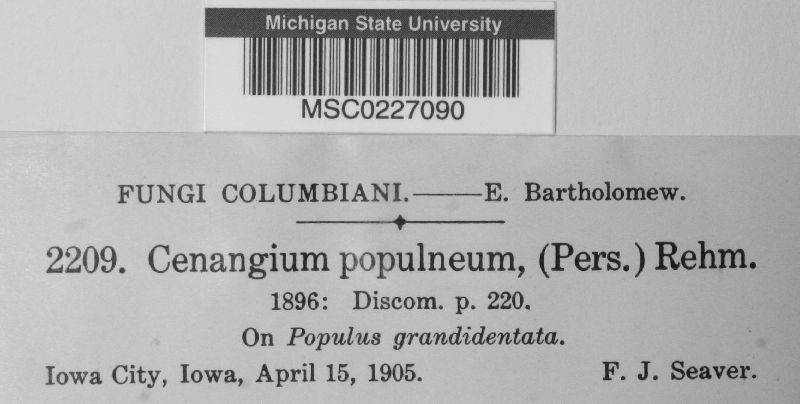 Michigan State University
MSC0227090
FUNGI COLUMBIANI.——E. Bartholomew.
2209. Cenangium populneum, (Pers.) Rehm.
1896: Discom. p. 220.
On Populus grandidentata.
Iowa City, Iowa, April 15, 1905. F. J. Seaver.